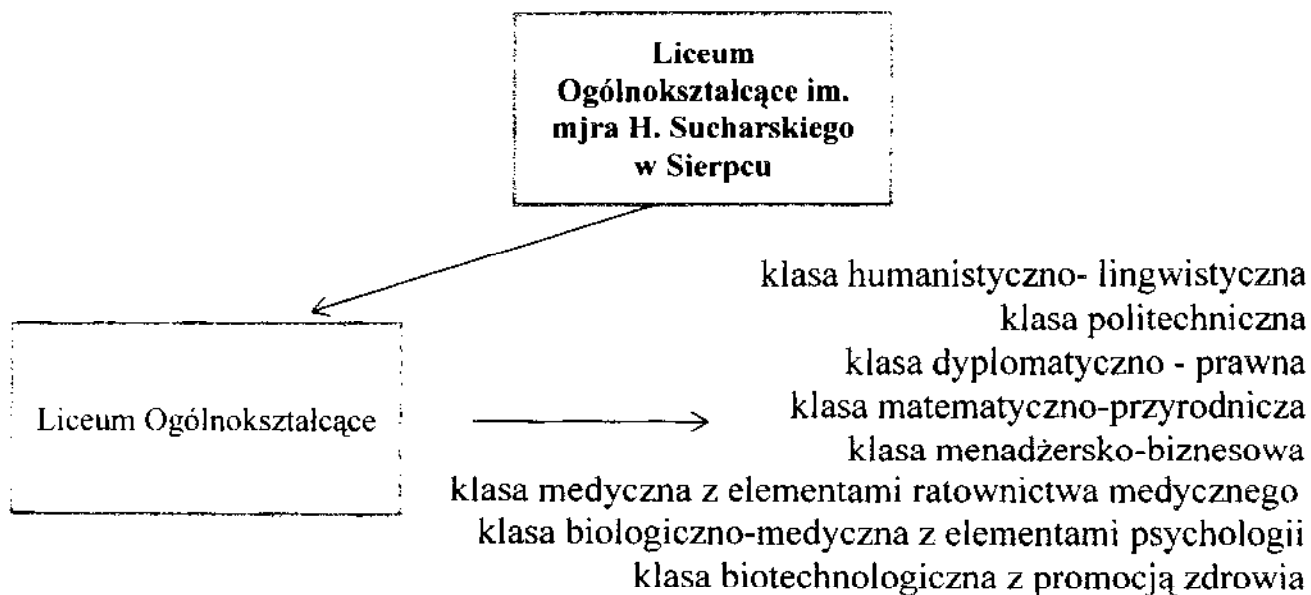 Liceum
Ogólnokształcące im.
mjra H. Sucharskiego
w Sierpcu
klasa humanistyczno- lingwistyczna
klasa politechniczna
klasa dyplomatyczno - prawna
klasa matematyczno-przyrodnicza
klasa menadżersko-biznesowa
klasa medyczna z elementami ratownictwa medycznego
klasa biologiczno-medyczna z elementami psychologii
klasa biotechnologiczna z promocją zdrowia
Liceum Ogólnokształcące